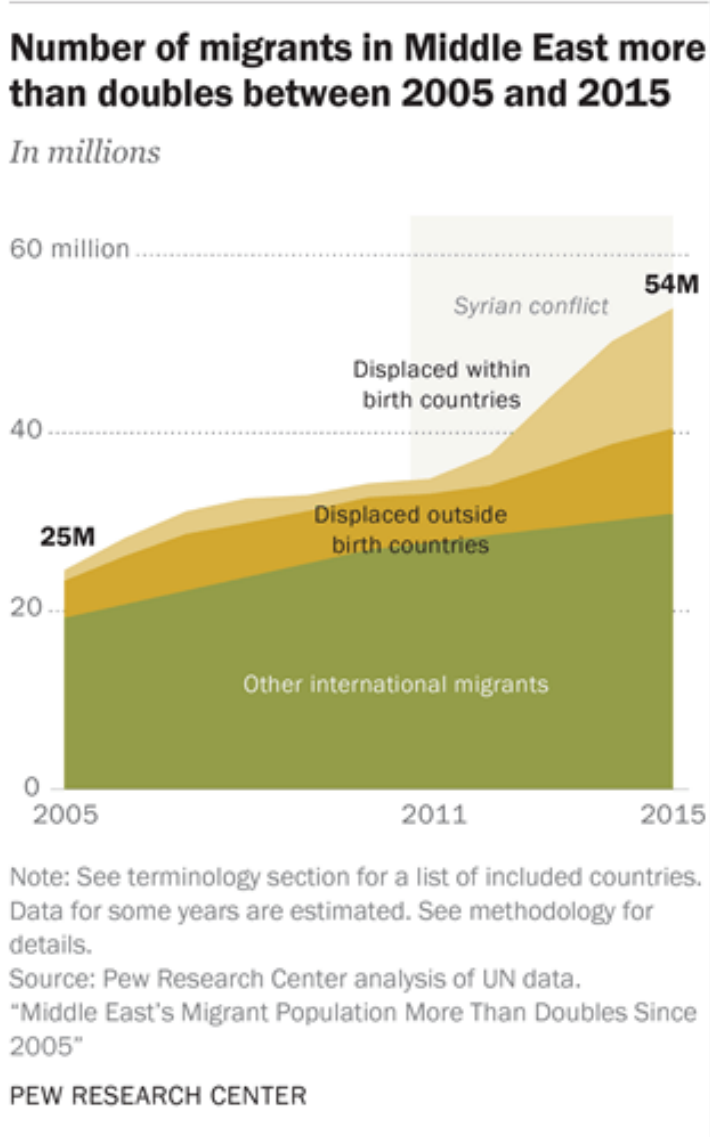 Number of migrants in Middle East more
than doubles between 2005 and 2015
In millions
60 million
54M
Syrian conflict
Displaced within
birth countries
40
Displaced outside
birth countries
25M
20
Other international migrants
0
2005 2011 2015
Note: See terminology section for a list of included countries.
Data for some years are estimated. See methodology for
details.
Source: Pew Research Center analysis of UN data.
“Middle East’s Migrant Population More Than Doubles Since
2005”
PEW RESEARCH CENTER